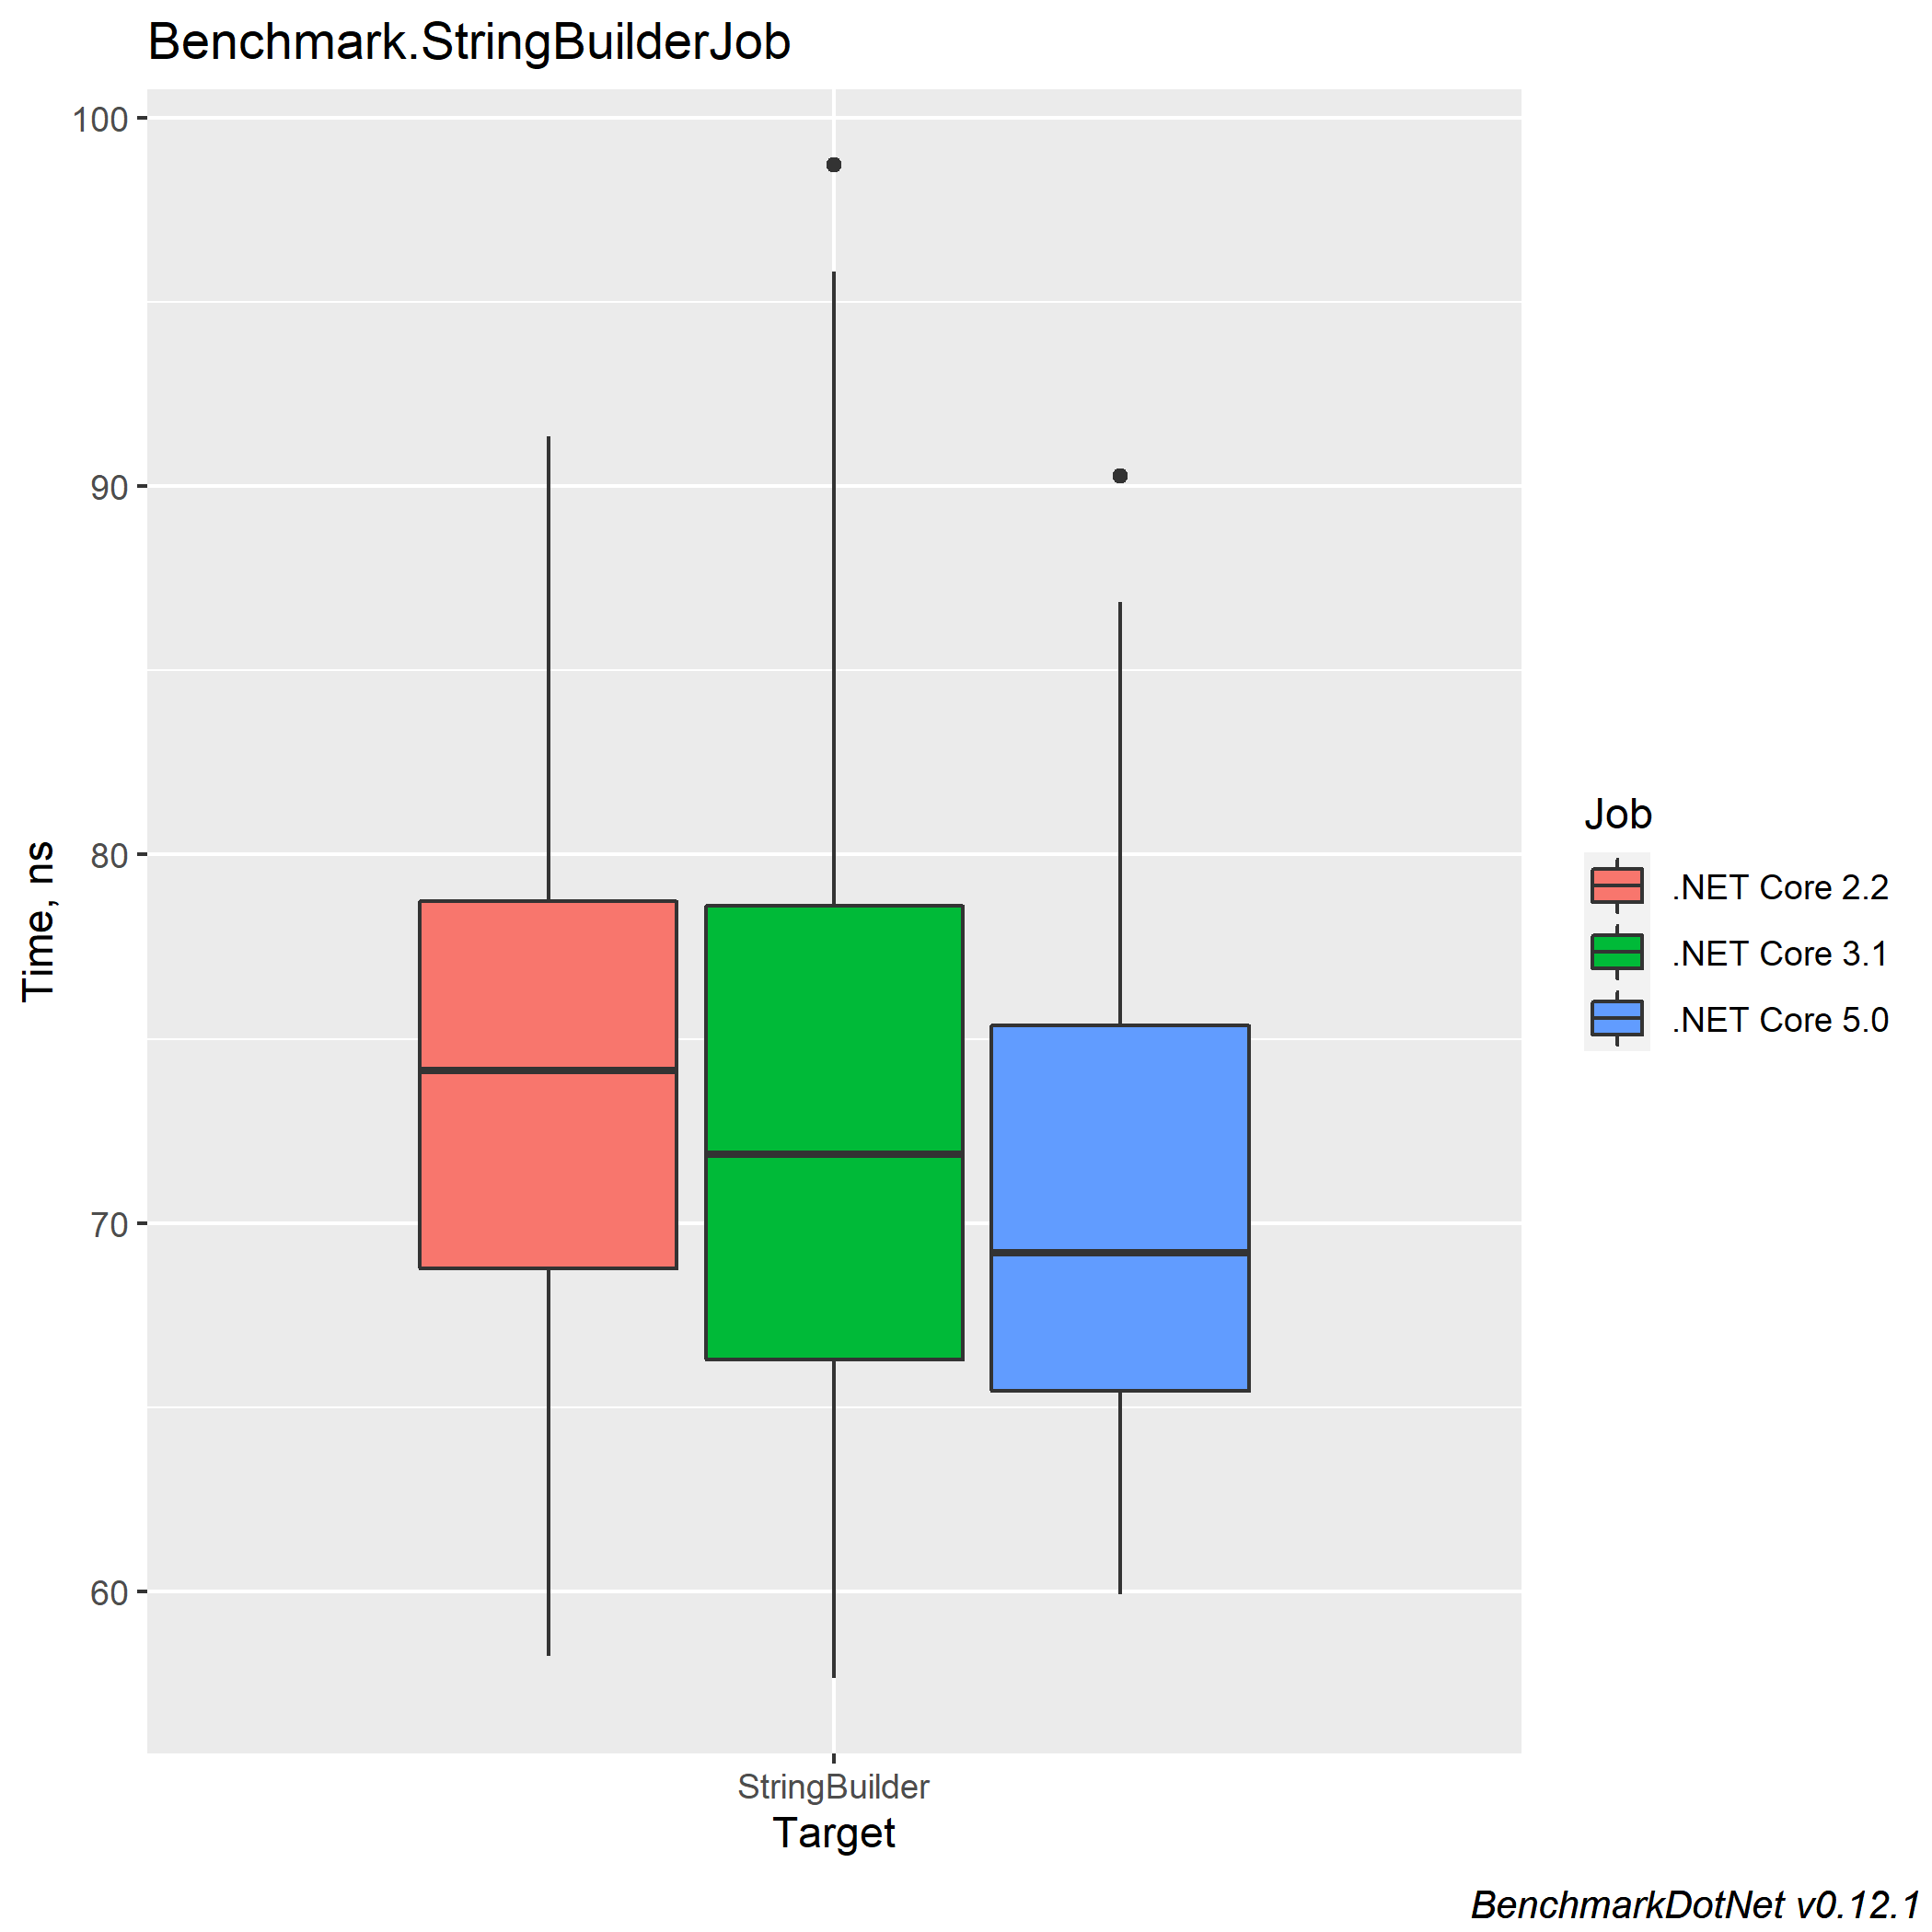 Benchmark.StringBuilderJob
100
90
80
70
60
Time, ns
StringBuilder
Target
Job
.NET Core 2.2
.NET Core 3.1
.NET Core 5.0
BenchmarkDotNet v0.12.1